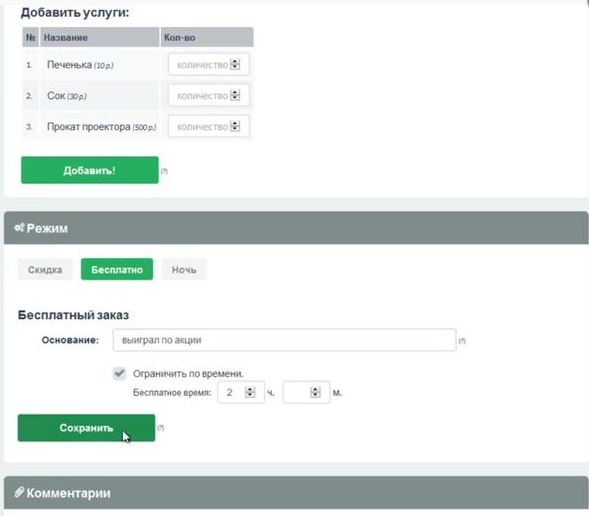 Добавить услуги:
№ Название Кол-во
1. Печенька (10 р.) количество
2. Сок (30 р.) количество
3. Прокат проектора (500 р.) количество
Добавить! (?)
Режим
Скидка Бесплатно Ночь
Бесплатный заказ
Основание: выиграл по акции (?)
Ограничить по времени.
Бесплатное время: 2 ч. м.
Сохранить (?)
Комментарии